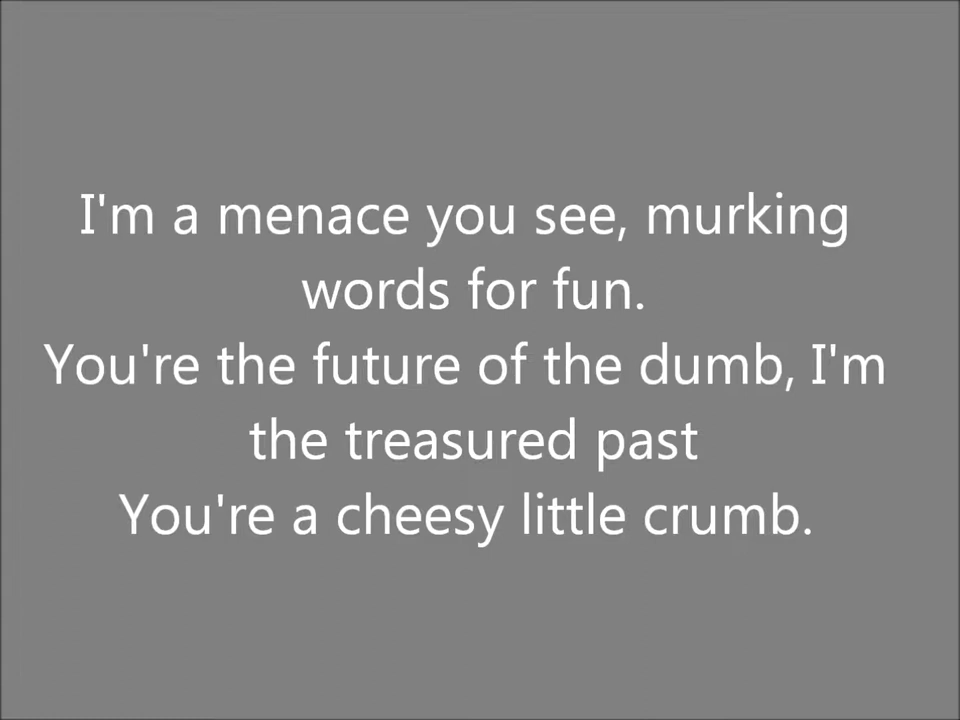 I'm a menace you see, murking
words for fun.
You're the future of the dumb, I'm
the treasured past
You're a cheesy little crumb.